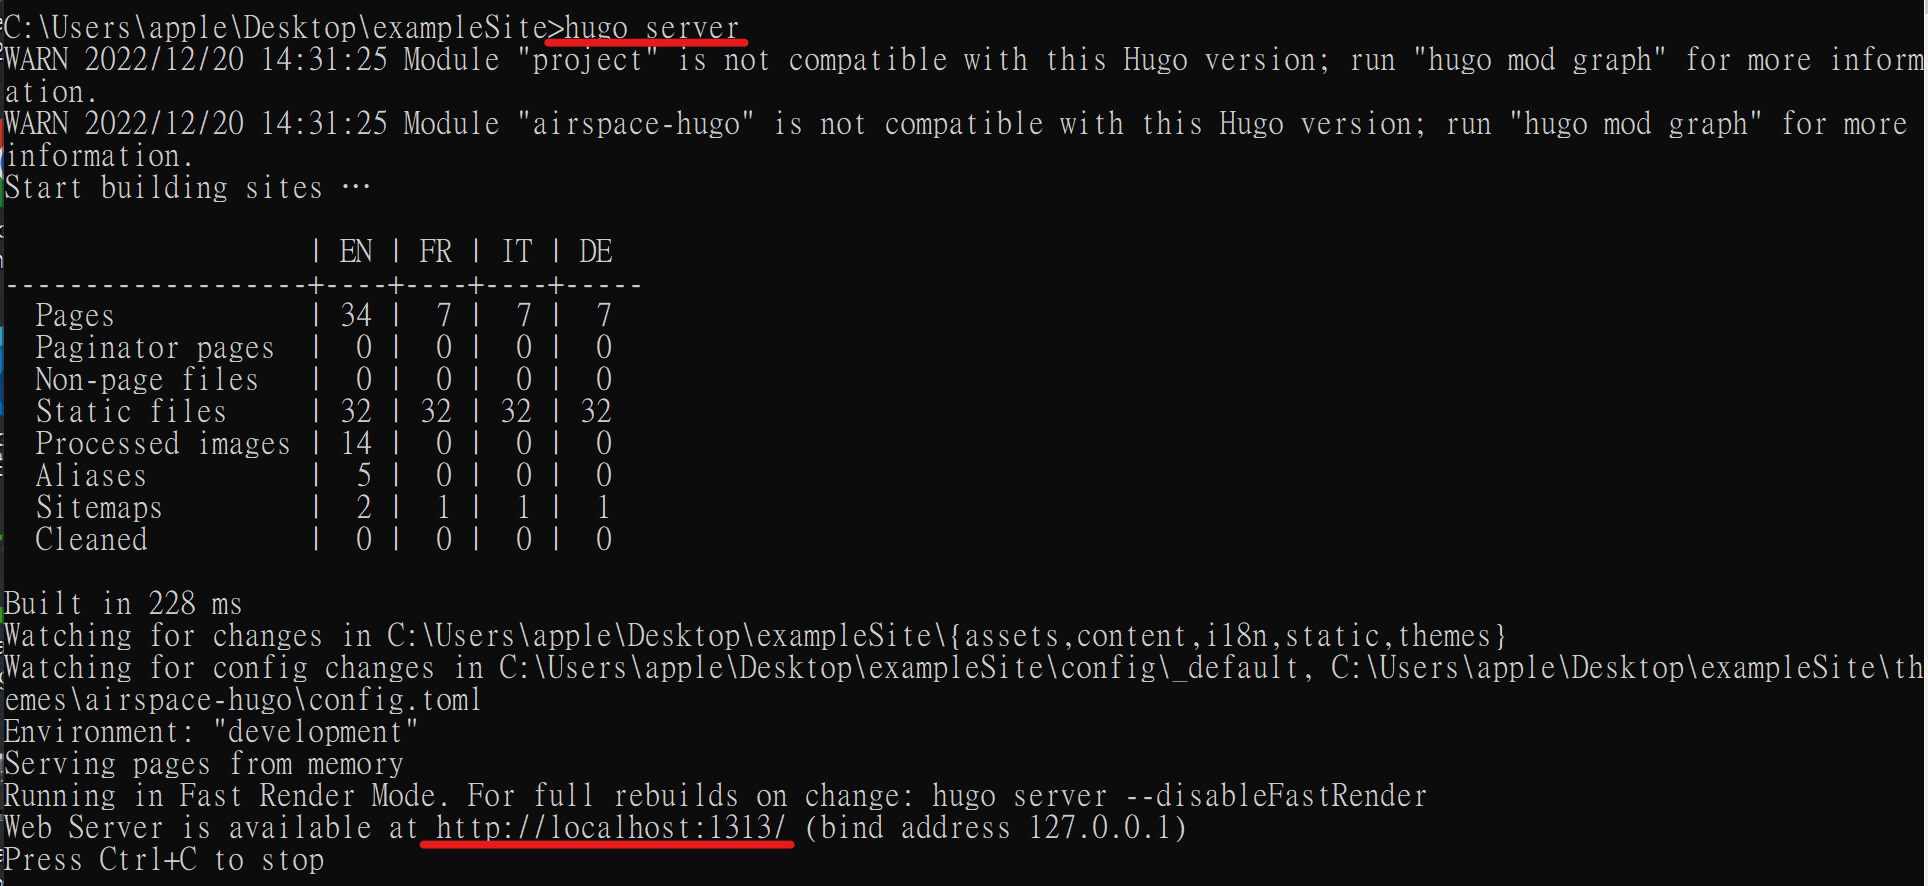 C:\Users\apple\Desktop\exampleSite>hugo server
WARN 2022/12/20 14:31:25 Module "project" is not compatible with this Hugo version; run "hugo mod graph" for more inform
ation.
WARN 2022/12/20 14:31:25 Module "airspace-hugo" is not compatible with this Hugo version; run "hugo mod graph" for more
information.
Start building sites …
                   | EN | FR | IT | DE
-------------------+----+----+----+-----
  Pages            | 34 |  7 |  7 |  7
  Paginator pages  |  0 |  0 |  0 |  0
  Non-page files   |  0 |  0 |  0 |  0
  Static files     | 32 | 32 | 32 | 32
  Processed images | 14 |  0 |  0 |  0
  Aliases          |  5 |  0 |  0 |  0
  Sitemaps         |  2 |  1 |  1 |  1
  Cleaned          |  0 |  0 |  0 |  0
Built in 228 ms
Watching for changes in C:\Users\apple\Desktop\exampleSite\{assets,content,i18n,static,themes}
Watching for config changes in C:\Users\apple\Desktop\exampleSite\config\_default, C:\Users\apple\Desktop\exampleSite\th
emes\airspace-hugo\config.toml
Environment: "development"
Serving pages from memory
Running in Fast Render Mode. For full rebuilds on change: hugo server --disableFastRender
Web Server is available at http://localhost:1313/ (bind address 127.0.0.1)
Press Ctrl+C to stop